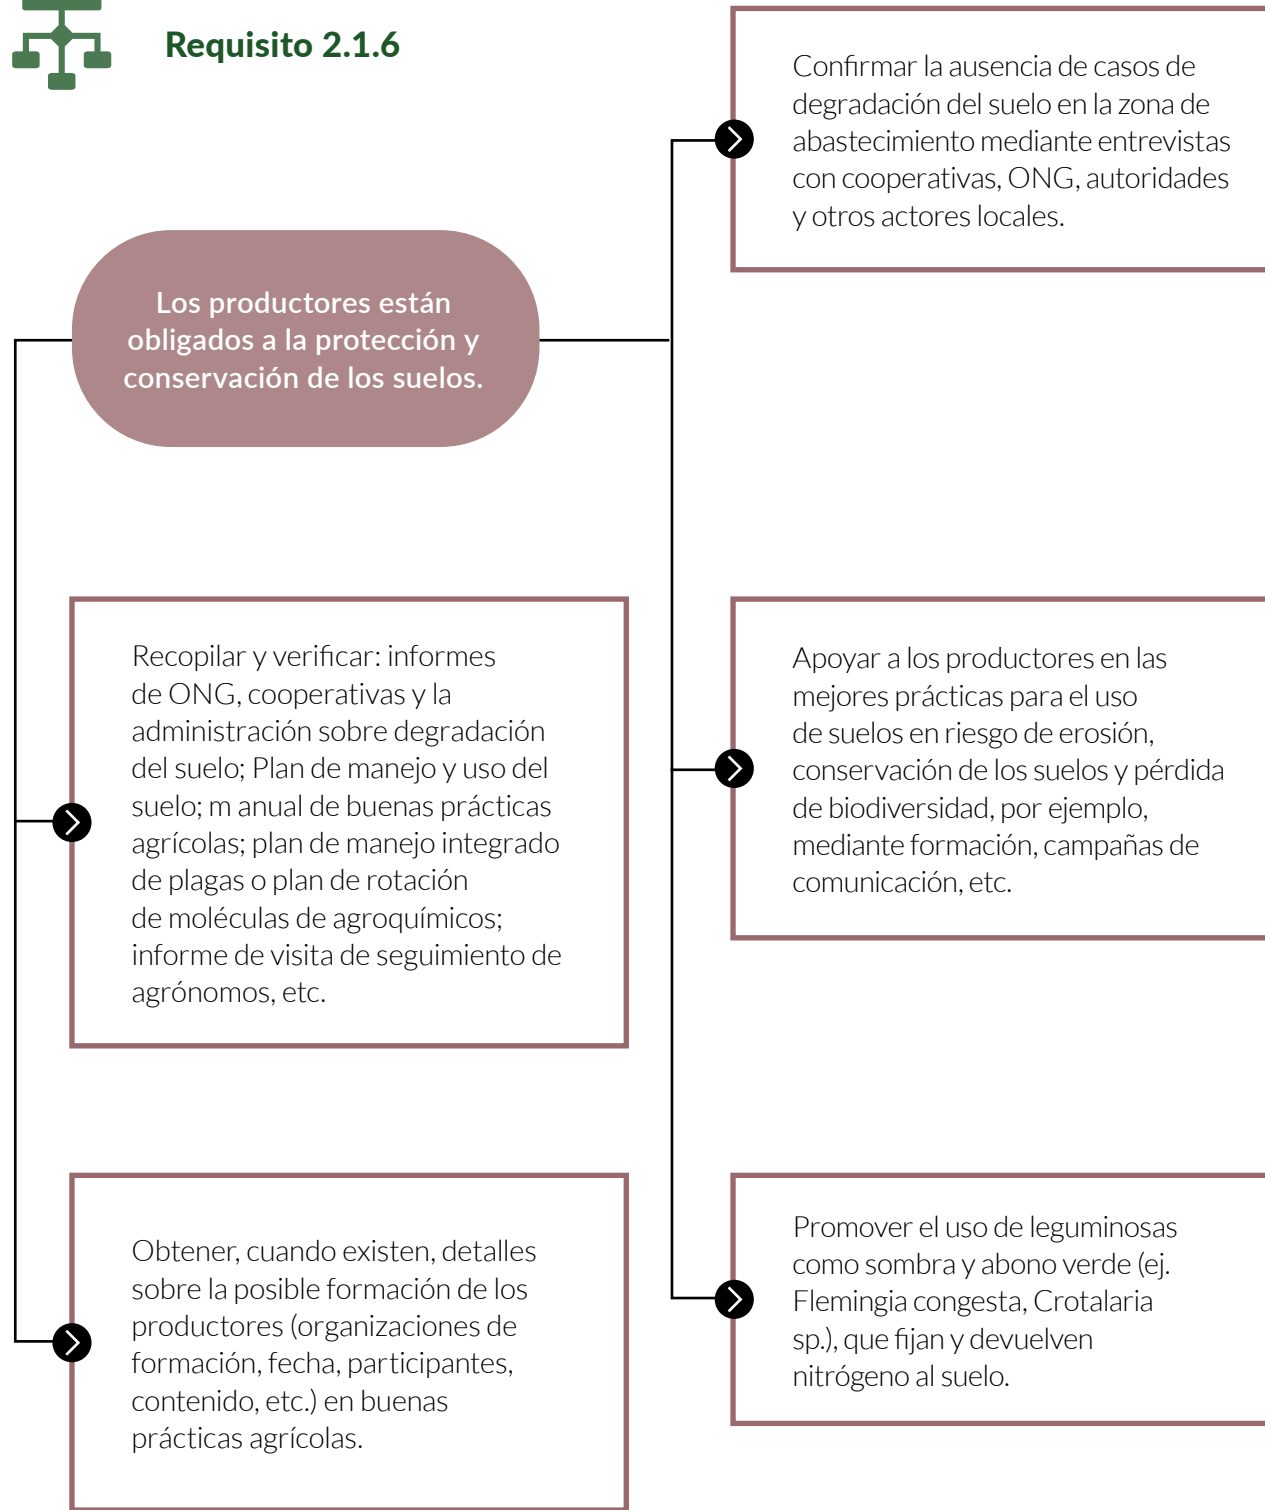 Requisito 2.1.6
Los productores están
obligados a la protección y
conservación de los suelos.
Recopilar y verificar: informes
de ONG, cooperativas y la
administración sobre degradación
del suelo; Plan de manejo y uso del
suelo; m anual de buenas prácticas
agrícolas; plan de manejo integrado
de plagas o plan de rotación
de moléculas de agroquímicos;
informe de visita de seguimiento de
agrónomos, etc.
Obtener, cuando existen, detalles
sobre la posible formación de los
productores (organizaciones de
formación, fecha, participantes,
contenido, etc.) en buenas
prácticas agrícolas.
Confirmar la ausencia de casos de
degradación del suelo en la zona de
abastecimiento mediante entrevistas
con cooperativas, ONG, autoridades
y otros actores locales.
Apoyar a los productores en las
mejores prácticas para el uso
de suelos en riesgo de erosión,
conservación de los suelos y pérdida
de biodiversidad, por ejemplo,
mediante formación, campañas de
comunicación, etc.
Promover el uso de leguminosas
como sombra y abono verde (ej.
Flemingia congesta, Crotalaria
sp.), que fijan y devuelven
nitrógeno al suelo.